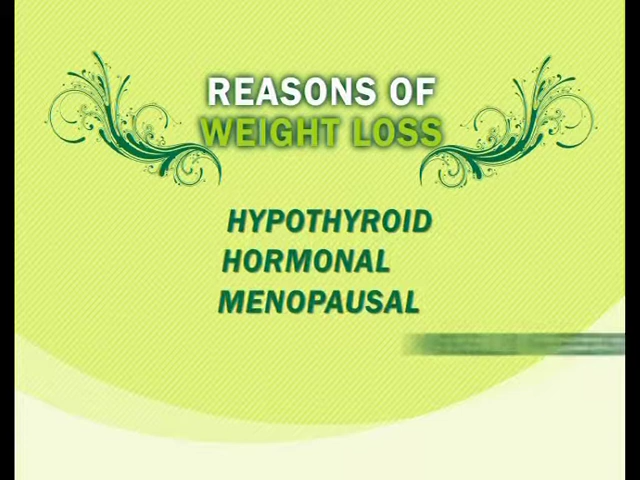 REASONS OF
WEIGHT LOSS
HYPOTHYROID
HORMONAL
MENOPAUSAL